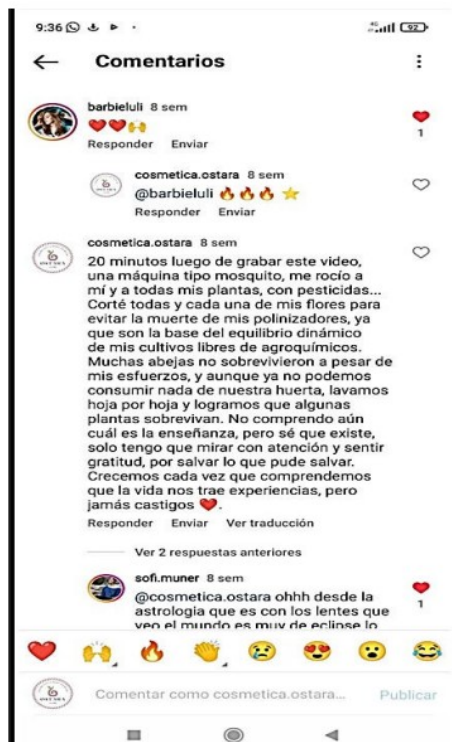 9:36
4G
92
Comentarios
barbieluli 8 sem
❤️❤️🙌
1
Responder Enviar
cosmetica.ostara 8 sem
@barbieluli 🔥🔥🔥⭐
Responder Enviar
cosmetica.ostara 8 sem
20 minutos luego de grabar este video,
una máquina tipo mosquito, me rocío a
mí y a todas mis plantas, con pesticidas...
Corté todas y cada una de mis flores para
evitar la muerte de mis polinizadores, ya
que son la base del equilibrio dinámico
de mis cultivos libres de agroquímicos.
Muchas abejas no sobrevivieron a pesar de
mis esfuerzos, y aunque ya no podemos
consumir nada de nuestra huerta, lavamos
hoja por hoja y logramos que algunas
plantas sobrevivan. No comprendo aún
cuál es la enseñanza, pero sé que existe,
solo tengo que mirar con atención y sentir
gratitud, por salvar lo que pude salvar.
Crecemos cada vez que comprendemos
que la vida nos trae experiencias, pero
jamás castigos ❤️.
Responder Enviar Ver traducción
Ver 2 respuestas anteriores
sofi.muner 8 sem
@cosmetica.ostara ohhh desde la
1
astrologia que es con los lentes que
veo el mundo es muy de eclipse lo
Comentar como cosmetica.ostara... Publicar